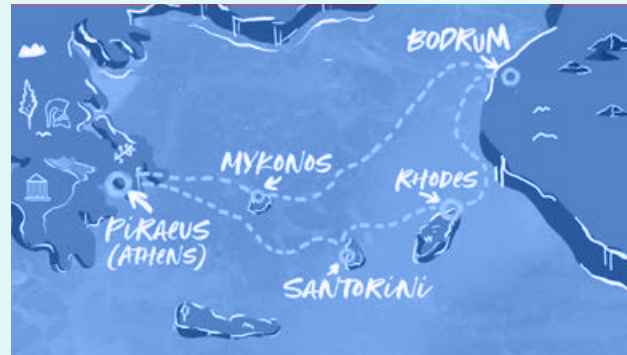 BODRUM
MYKONOS
RHODES
PIRAEUS
(ATHENS)
SANTORINI